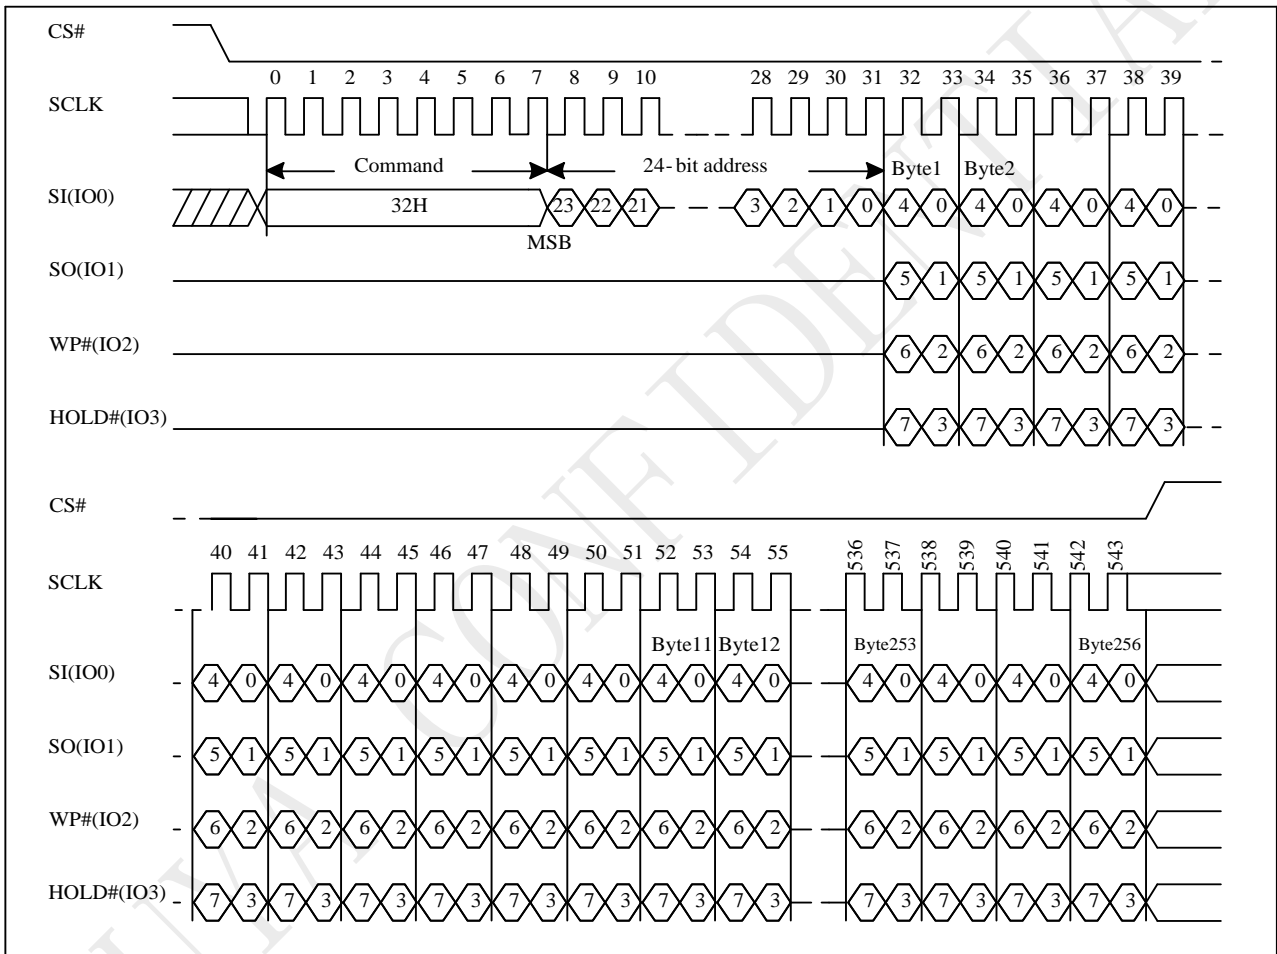 CS#
0 1 2 3 4 5 6 7 8 9 10 28 29 30 31 32 33 34 35 36 37 38 39
SCLK
Command 24-bit address Byte1 Byte2
SI(IO0) 32H 23 22 21 3 2 1 0 4 0 4 0 4 0 4 0
MSB
SO(IO1) 5 1 5 1 5 1 5 1
WP#(IO2) 6 2 6 2 6 2 6 2
HOLD#(IO3) 7 3 7 3 7 3 7 3
CS#
40 41 42 43 44 45 46 47 48 49 50 51 52 53 54 55 536 537 538 539 540 541 542 543
SCLK
Byte11 Byte12 Byte253 Byte256
SI(IO0) 4 0 4 0 4 0 4 0 4 0 4 0 4 0 4 0 4 0 4 0 4 0 4 0
SO(IO1) 5 1 5 1 5 1 5 1 5 1 5 1 5 1 5 1 5 1 5 1 5 1 5 1
WP#(IO2) 6 2 6 2 6 2 6 2 6 2 6 2 6 2 6 2 6 2 6 2 6 2 6 2
HOLD#(IO3) 7 3 7 3 7 3 7 3 7 3 7 3 7 3 7 3 7 3 7 3 7 3 7 3
UYA CONFIDENTIAL